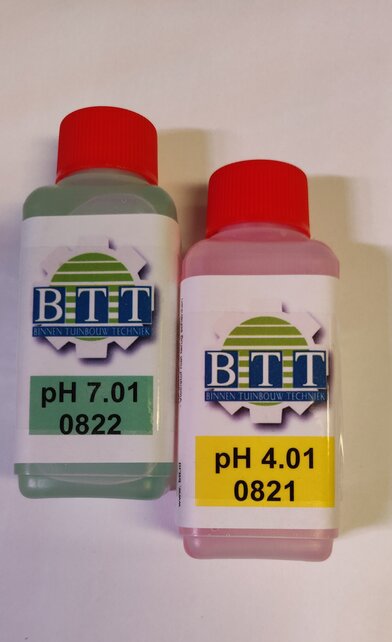 BTT
BINNEN TUINBOUW TECHNIEK
pH 7.01
0822
BTT
BINNEN TUINBOUW TECHNIEK
pH 4.01
0821